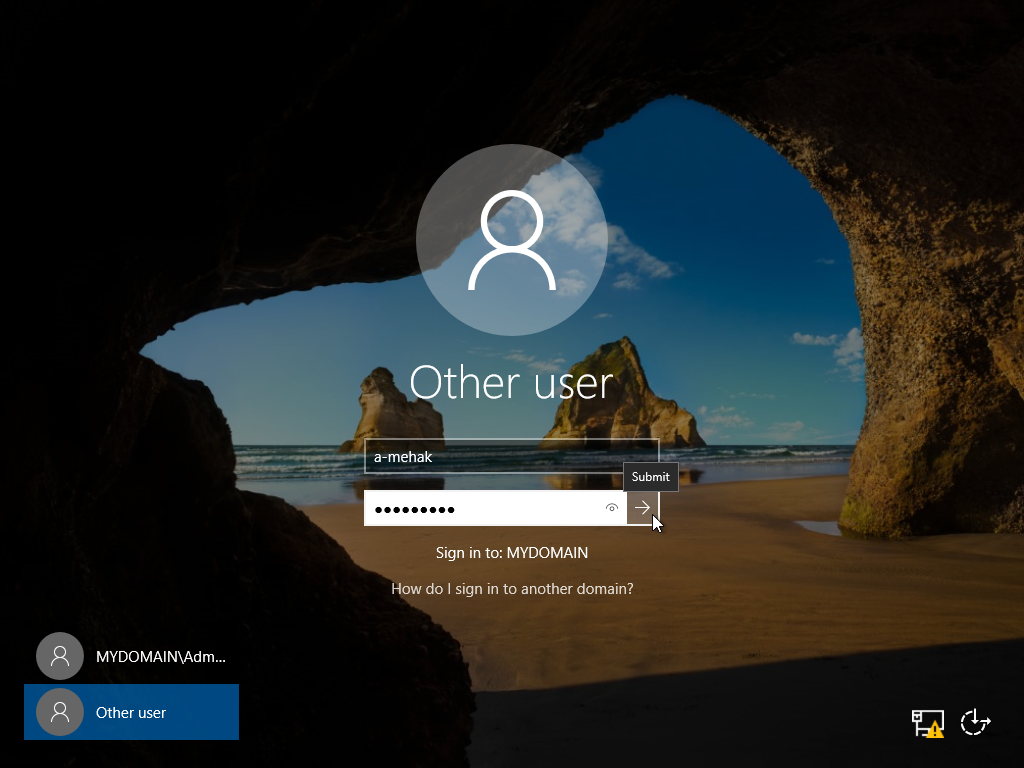 Other user
a-mehak
Submit
●●●●●●●●●
Sign in to: MYDOMAIN
How do I sign in to another domain?
MYDOMAIN\Adm...
Other user